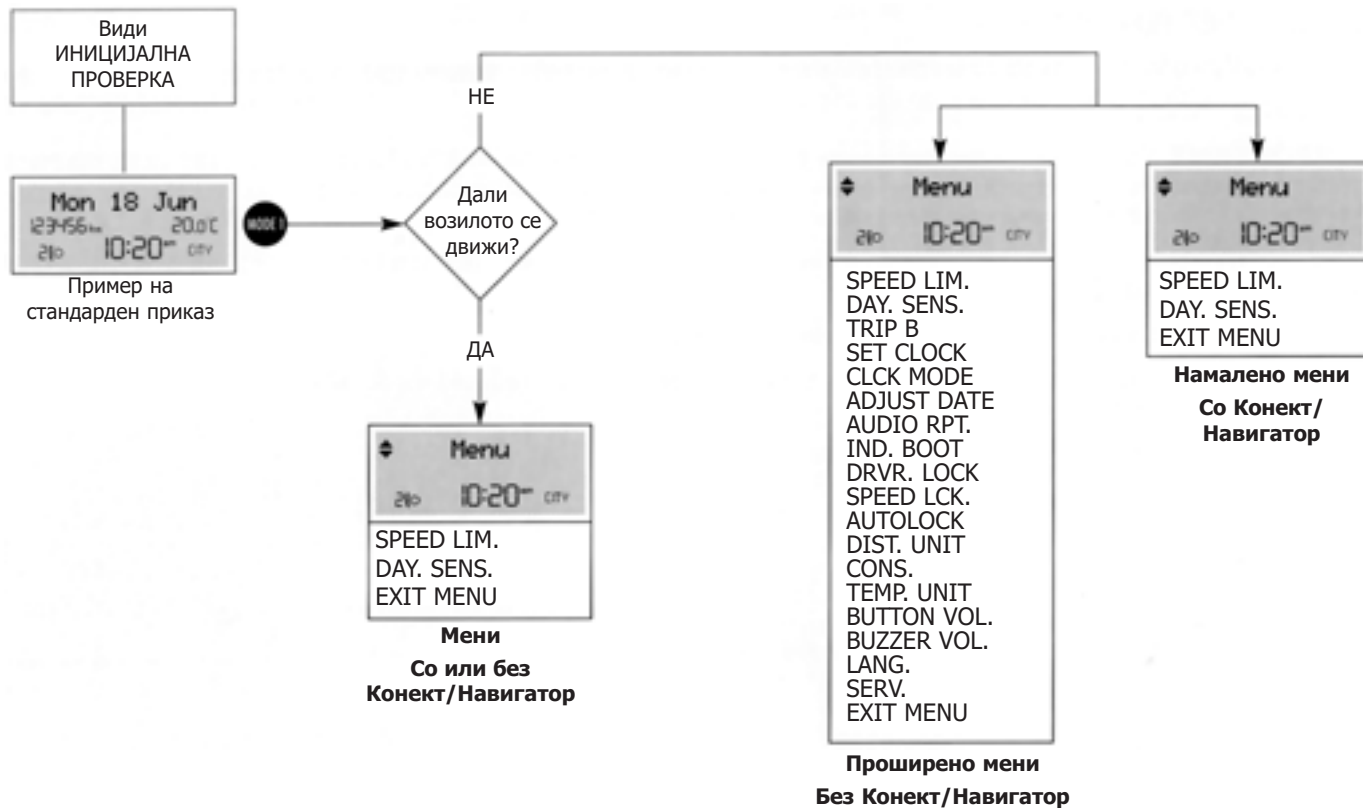 Види
ИНИЦИЈАЛНА
ПРОВЕРКА
Mon 18 Jun
123456 km 20.0°C
10:20 CITY
Пример на
стандарден приказ
MODE
НЕ
Дали
возилото се
движи?
ДА
Menu
10:20 CITY
SPEED LIM.
DAY. SENS.
EXIT MENU
Мени
Со или без
Конект/Навигатор
Menu
10:20 CITY
SPEED LIM.
DAY. SENS.
TRIP B
SET CLOCK
CLCK MODE
ADJUST DATE
AUDIO RPT.
IND. BOOT
DRVR. LOCK
SPEED LCK.
AUTOLOCK
DIST. UNIT
CONS.
TEMP. UNIT
BUTTON VOL.
BUZZER VOL.
LANG.
SERV.
EXIT MENU
Проширено мени
Без Конект/Навигатор
Menu
10:20 CITY
SPEED LIM.
DAY. SENS.
EXIT MENU
Намалено мени
Со Конект/
Навигатор